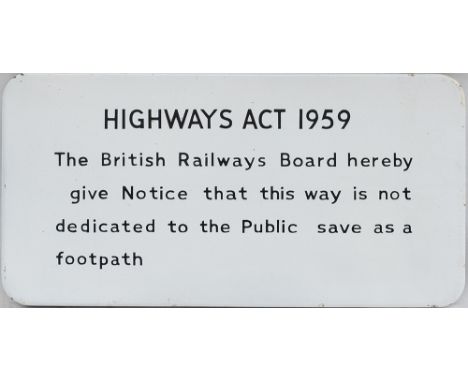 HIGHWAYS ACT 1959
The British Railways Board hereby
give Notice that this way is not
dedicated to the Public save as a
footpath